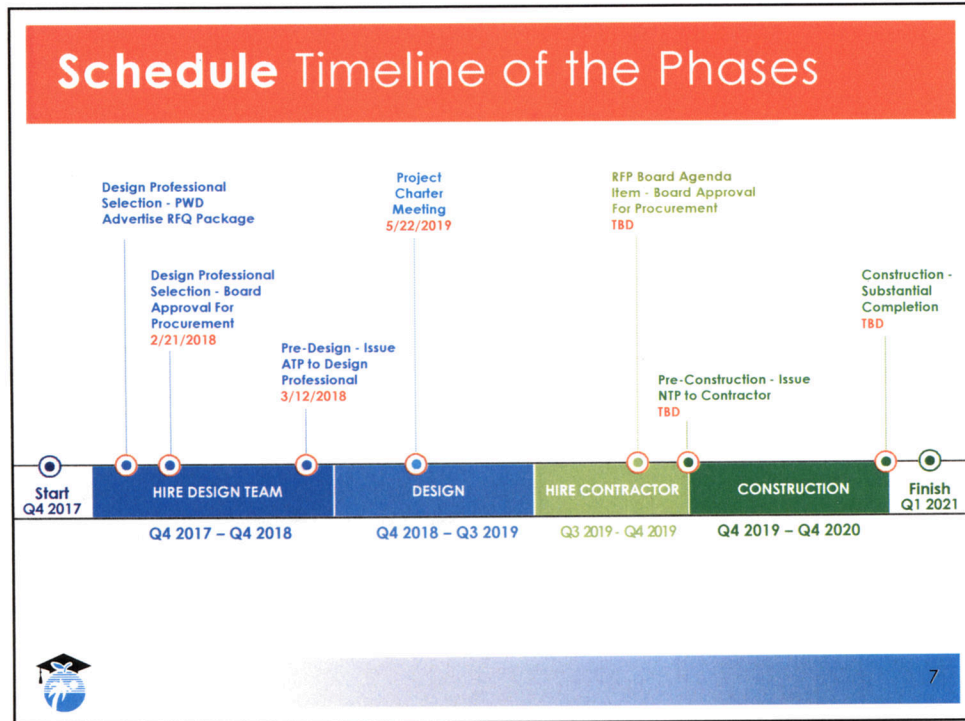 Schedule Timeline of the Phases
Design Professional
Selection - PWD
Advertise RFQ Package
Design Professional
Selection - Board
Approval For
Procurement
2/21/2018
Pre-Design - Issue
ATP to Design
Professional
3/12/2018
Project
Charter
Meeting
5/22/2019
RFP Board Agenda
Item - Board Approval
For Procurement
TBD
Pre-Construction - Issue
NTP to Contractor
TBD
Construction -
Substantial
Completion
TBD
Start
Q4 2017
HIRE DESIGN TEAM
DESIGN
HIRE CONTRACTOR
CONSTRUCTION
Finish
Q1 2021
Q4 2017 – Q4 2018
Q4 2018 – Q3 2019
Q3 2019 - Q4 2019
Q4 2019 – Q4 2020
7